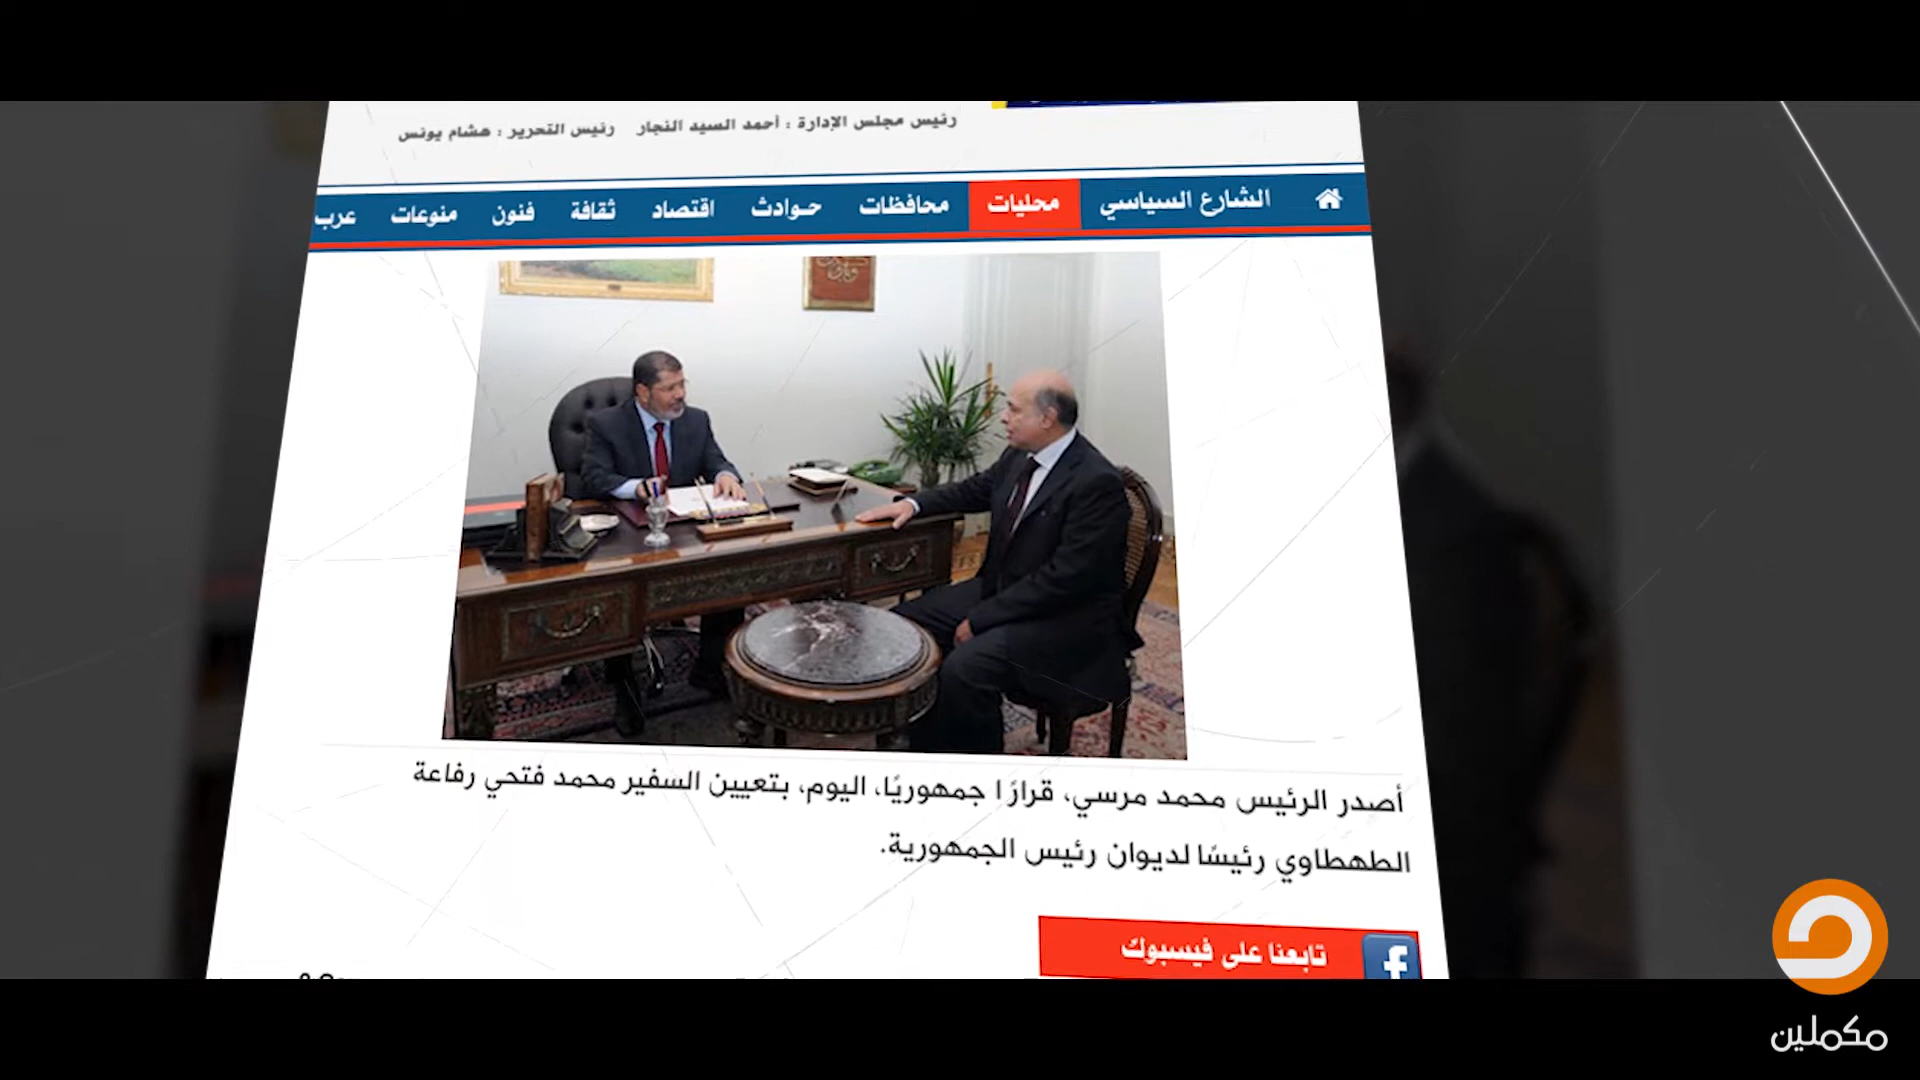 رئيس مجلس الإدارة : أحمد السيد النجار رئيس التحرير : هشام يونس
الشارع السياسي محليات محافظات حوادث اقتصاد ثقافة فنون منوعات عرب
أصدر الرئيس محمد مرسي، قرارًا جمهوريًا، اليوم، بتعيين السفير محمد فتحي رفاعة
الطهطاوي رئيسًا لديوان رئيس الجمهورية.
تابعنا على فيسبوك
مكملين